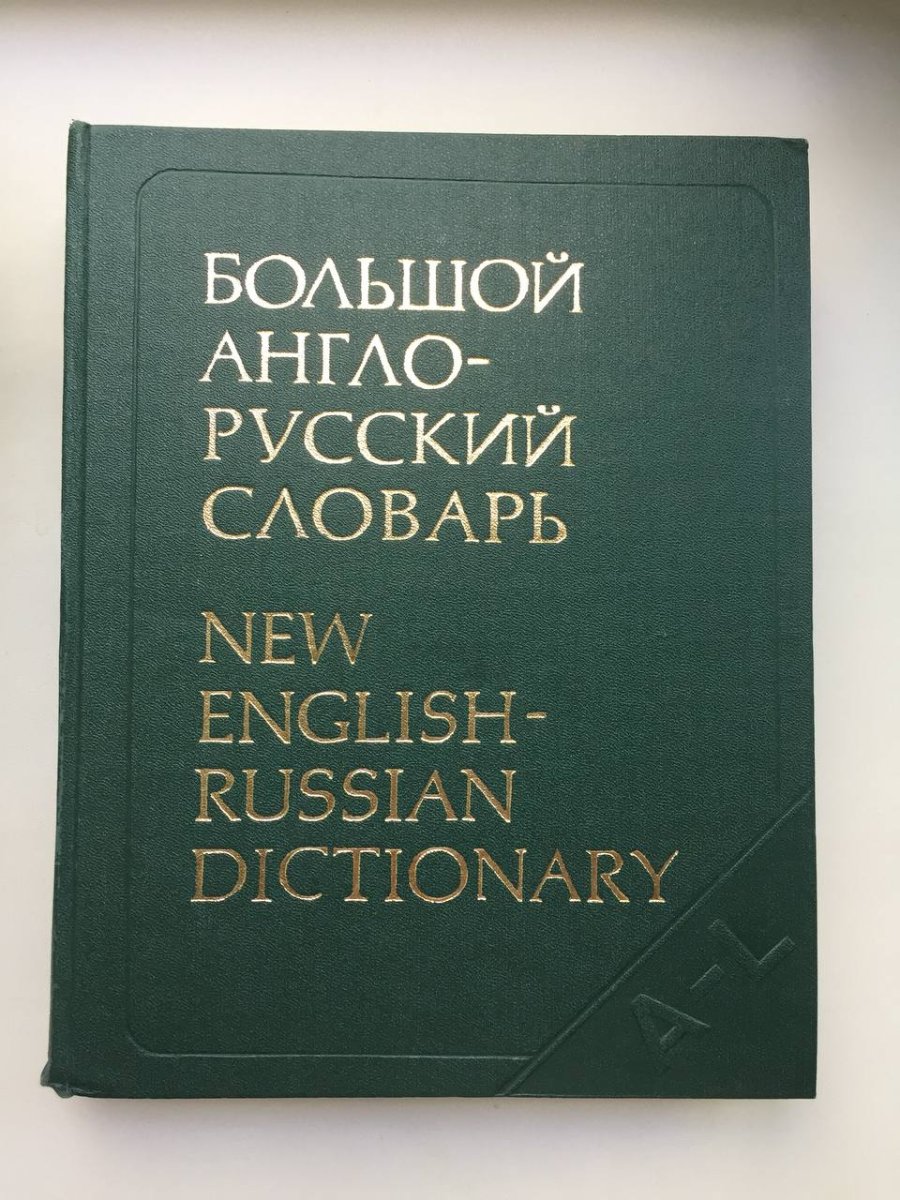 БОЛЬШОЙ
АНГЛО-
РУССКИЙ
СЛОВАРЬ
NEW
ENGLISH-
RUSSIAN
DICTIONARY
A-L